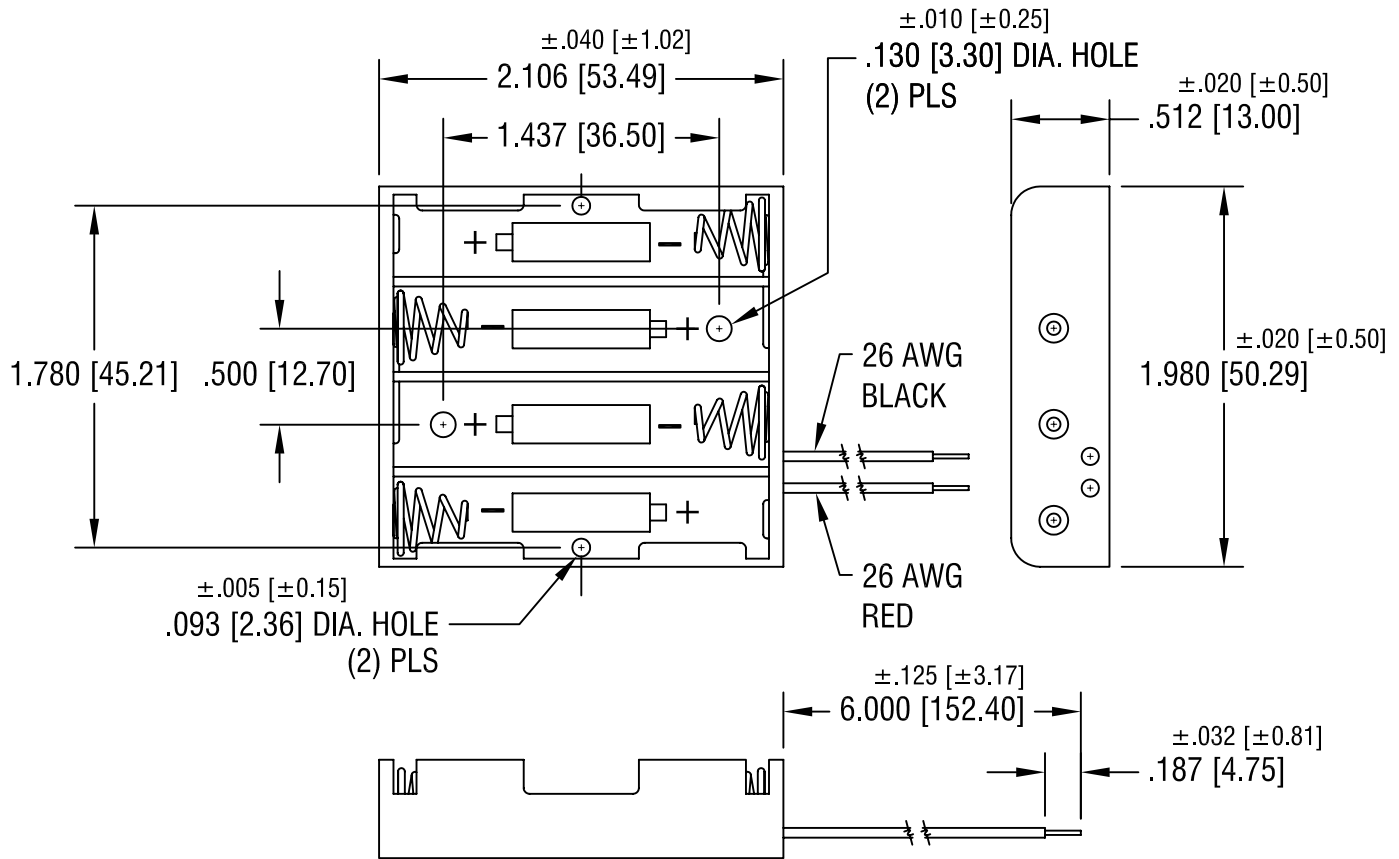 ±.040 [±1.02]
2.106 [53.49]
±.010 [±0.25]
.130 [3.30] DIA. HOLE
(2) PLS
±.020 [±0.50]
.512 [13.00]
1.437 [36.50]
+ −
− +
1.780 [45.21]
.500 [12.70]
±.020 [±0.50]
1.980 [50.29]
26 AWG
BLACK
+ −
− +
26 AWG
RED
±.005 [±0.15]
.093 [2.36] DIA. HOLE
(2) PLS
±.125 [±3.17]
6.000 [152.40]
±.032 [±0.81]
.187 [4.75]